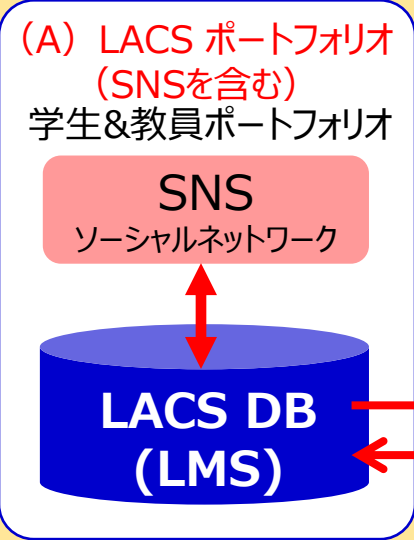 （A）LACS ポートフォリオ
（SNSを含む）
学生&教員ポートフォリオ
SNS
ソーシャルネットワーク
LACS DB
(LMS)